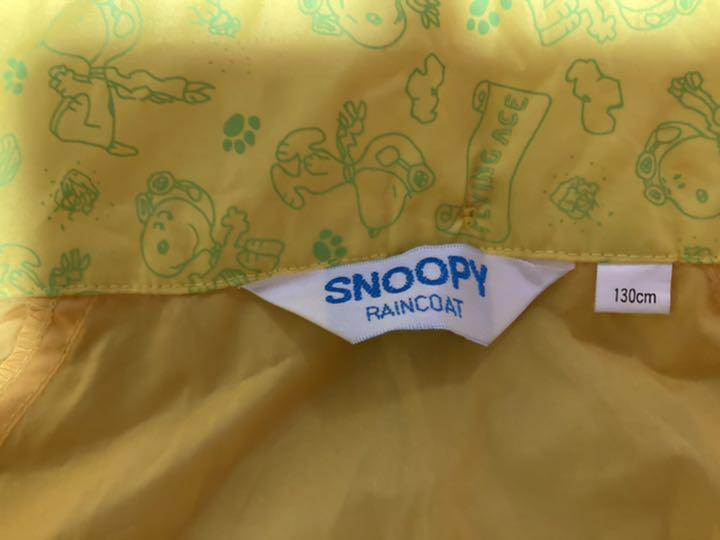 FLYING ACE
SNOOPY
RAINCOAT
130cm